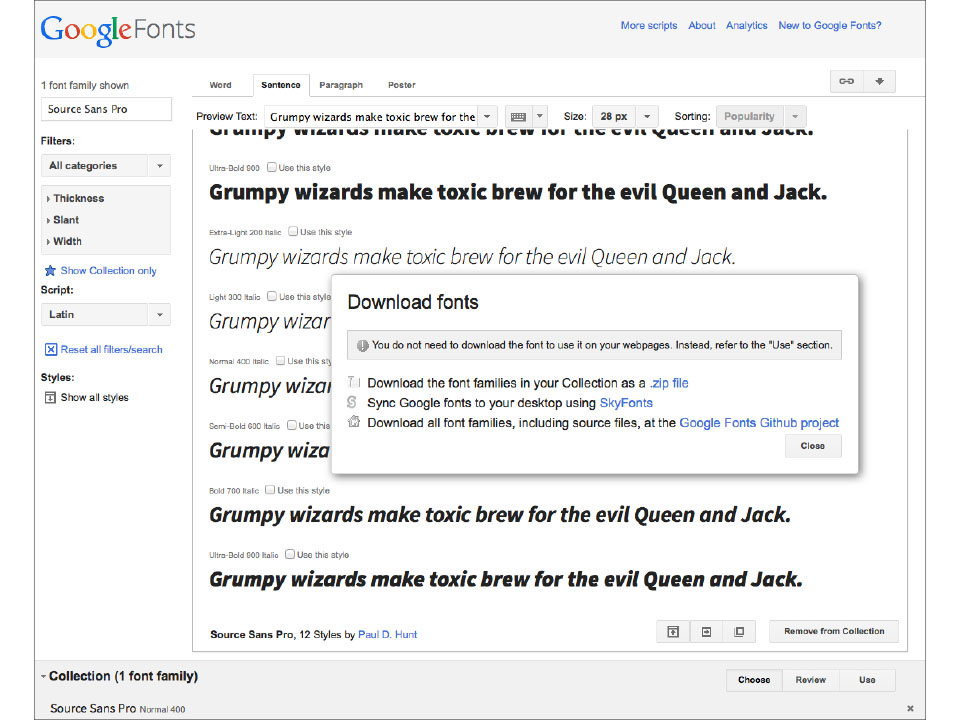 Google Fonts
More scripts About Analytics New to Google Fonts?
1 font family shown
Source Sans Pro
Filters:
All categories
Thickness
Slant
Width
Show Collection only
Script:
Latin
Reset all filters/search
Styles:
Show all styles
Word Sentence Paragraph Poster
Preview Text: Grumpy wizards make toxic brew for the Size: 28 px Sorting: Popularity
Grumpy wizards make toxic brew for the evil Queen and Jack.
Ultra-Bold 900 Use this style
Grumpy wizards make toxic brew for the evil Queen and Jack.
Extra-Light 200 Italic Use this style
Grumpy wizards make toxic brew for the evil Queen and Jack.
Light 300 Italic Use this style
Grumpy wizar
Normal 400 Italic Use this sty
Grumpy wizar
Semi-Bold 600 Italic Use this
Grumpy wiza
Download fonts
You do not need to download the font to use it on your webpages. Instead, refer to the "Use" section.
Download the font families in your Collection as a .zip file
Sync Google fonts to your desktop using SkyFonts
Download all font families, including source files, at the Google Fonts Github project
Close
Bold 700 Italic Use this style
Grumpy wizards make toxic brew for the evil Queen and Jack.
Ultra-Bold 900 Italic Use this style
Grumpy wizards make toxic brew for the evil Queen and Jack.
Source Sans Pro, 12 Styles by Paul D. Hunt
Remove from Collection
Collection (1 font family)
Choose Review Use
Source Sans Pro Normal 400